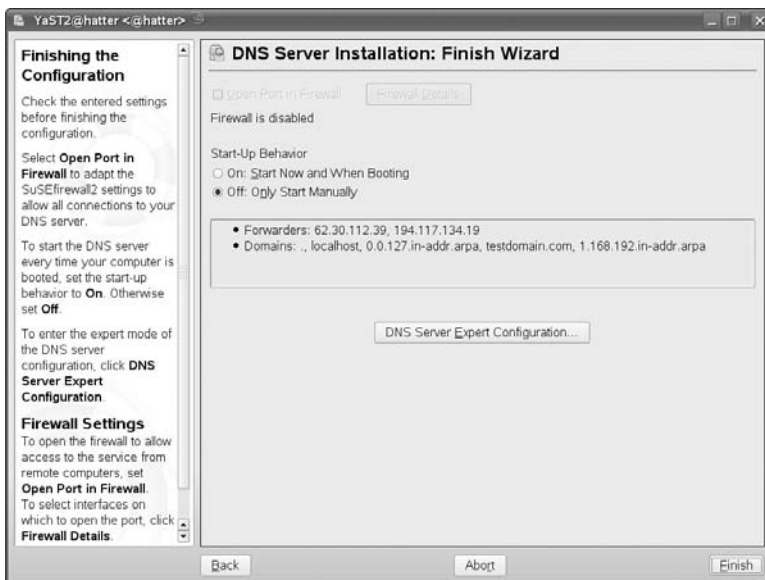 YaST2@hatter <@hatter>
Finishing the
Configuration
Check the entered settings
before finishing the
configuration.
Select Open Port in
Firewall to adapt the
SuSEfirewall2 settings to
allow all connections to your
DNS server.
To start the DNS server
every time your computer is
booted, set the start-up
behavior to On. Otherwise
set Off.
To enter the expert mode of
the DNS server
configuration, click DNS
Server Expert
Configuration.
Firewall Settings
To open the firewall to allow
access to the service from
remote computers, set
Open Port in Firewall.
To select interfaces on
which to open the port, click
Firewall Details.
DNS Server Installation: Finish Wizard
Open Port in Firewall
Firewall Details
Firewall is disabled
Start-Up Behavior
On: Start Now and When Booting
Off: Only Start Manually
• Forwarders: 62.30.112.39, 194.117.134.19
• Domains: ., localhost, 0.0.127.in-addr.arpa, testdomain.com, 1.168.192.in-addr.arpa
DNS Server Expert Configuration...
Back
Abort
Finish